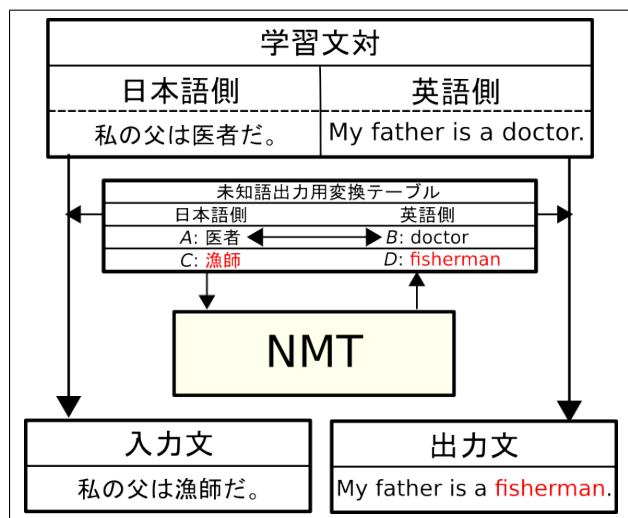 学習文対
日本語側 英語側
私の父は医者だ。 My father is a doctor.
未知語出力用変換テーブル
日本語側 英語側
A: 医者 B: doctor
C: 漁師 D: fisherman
NMT
入力文 出力文
私の父は漁師だ。 My father is a fisherman.